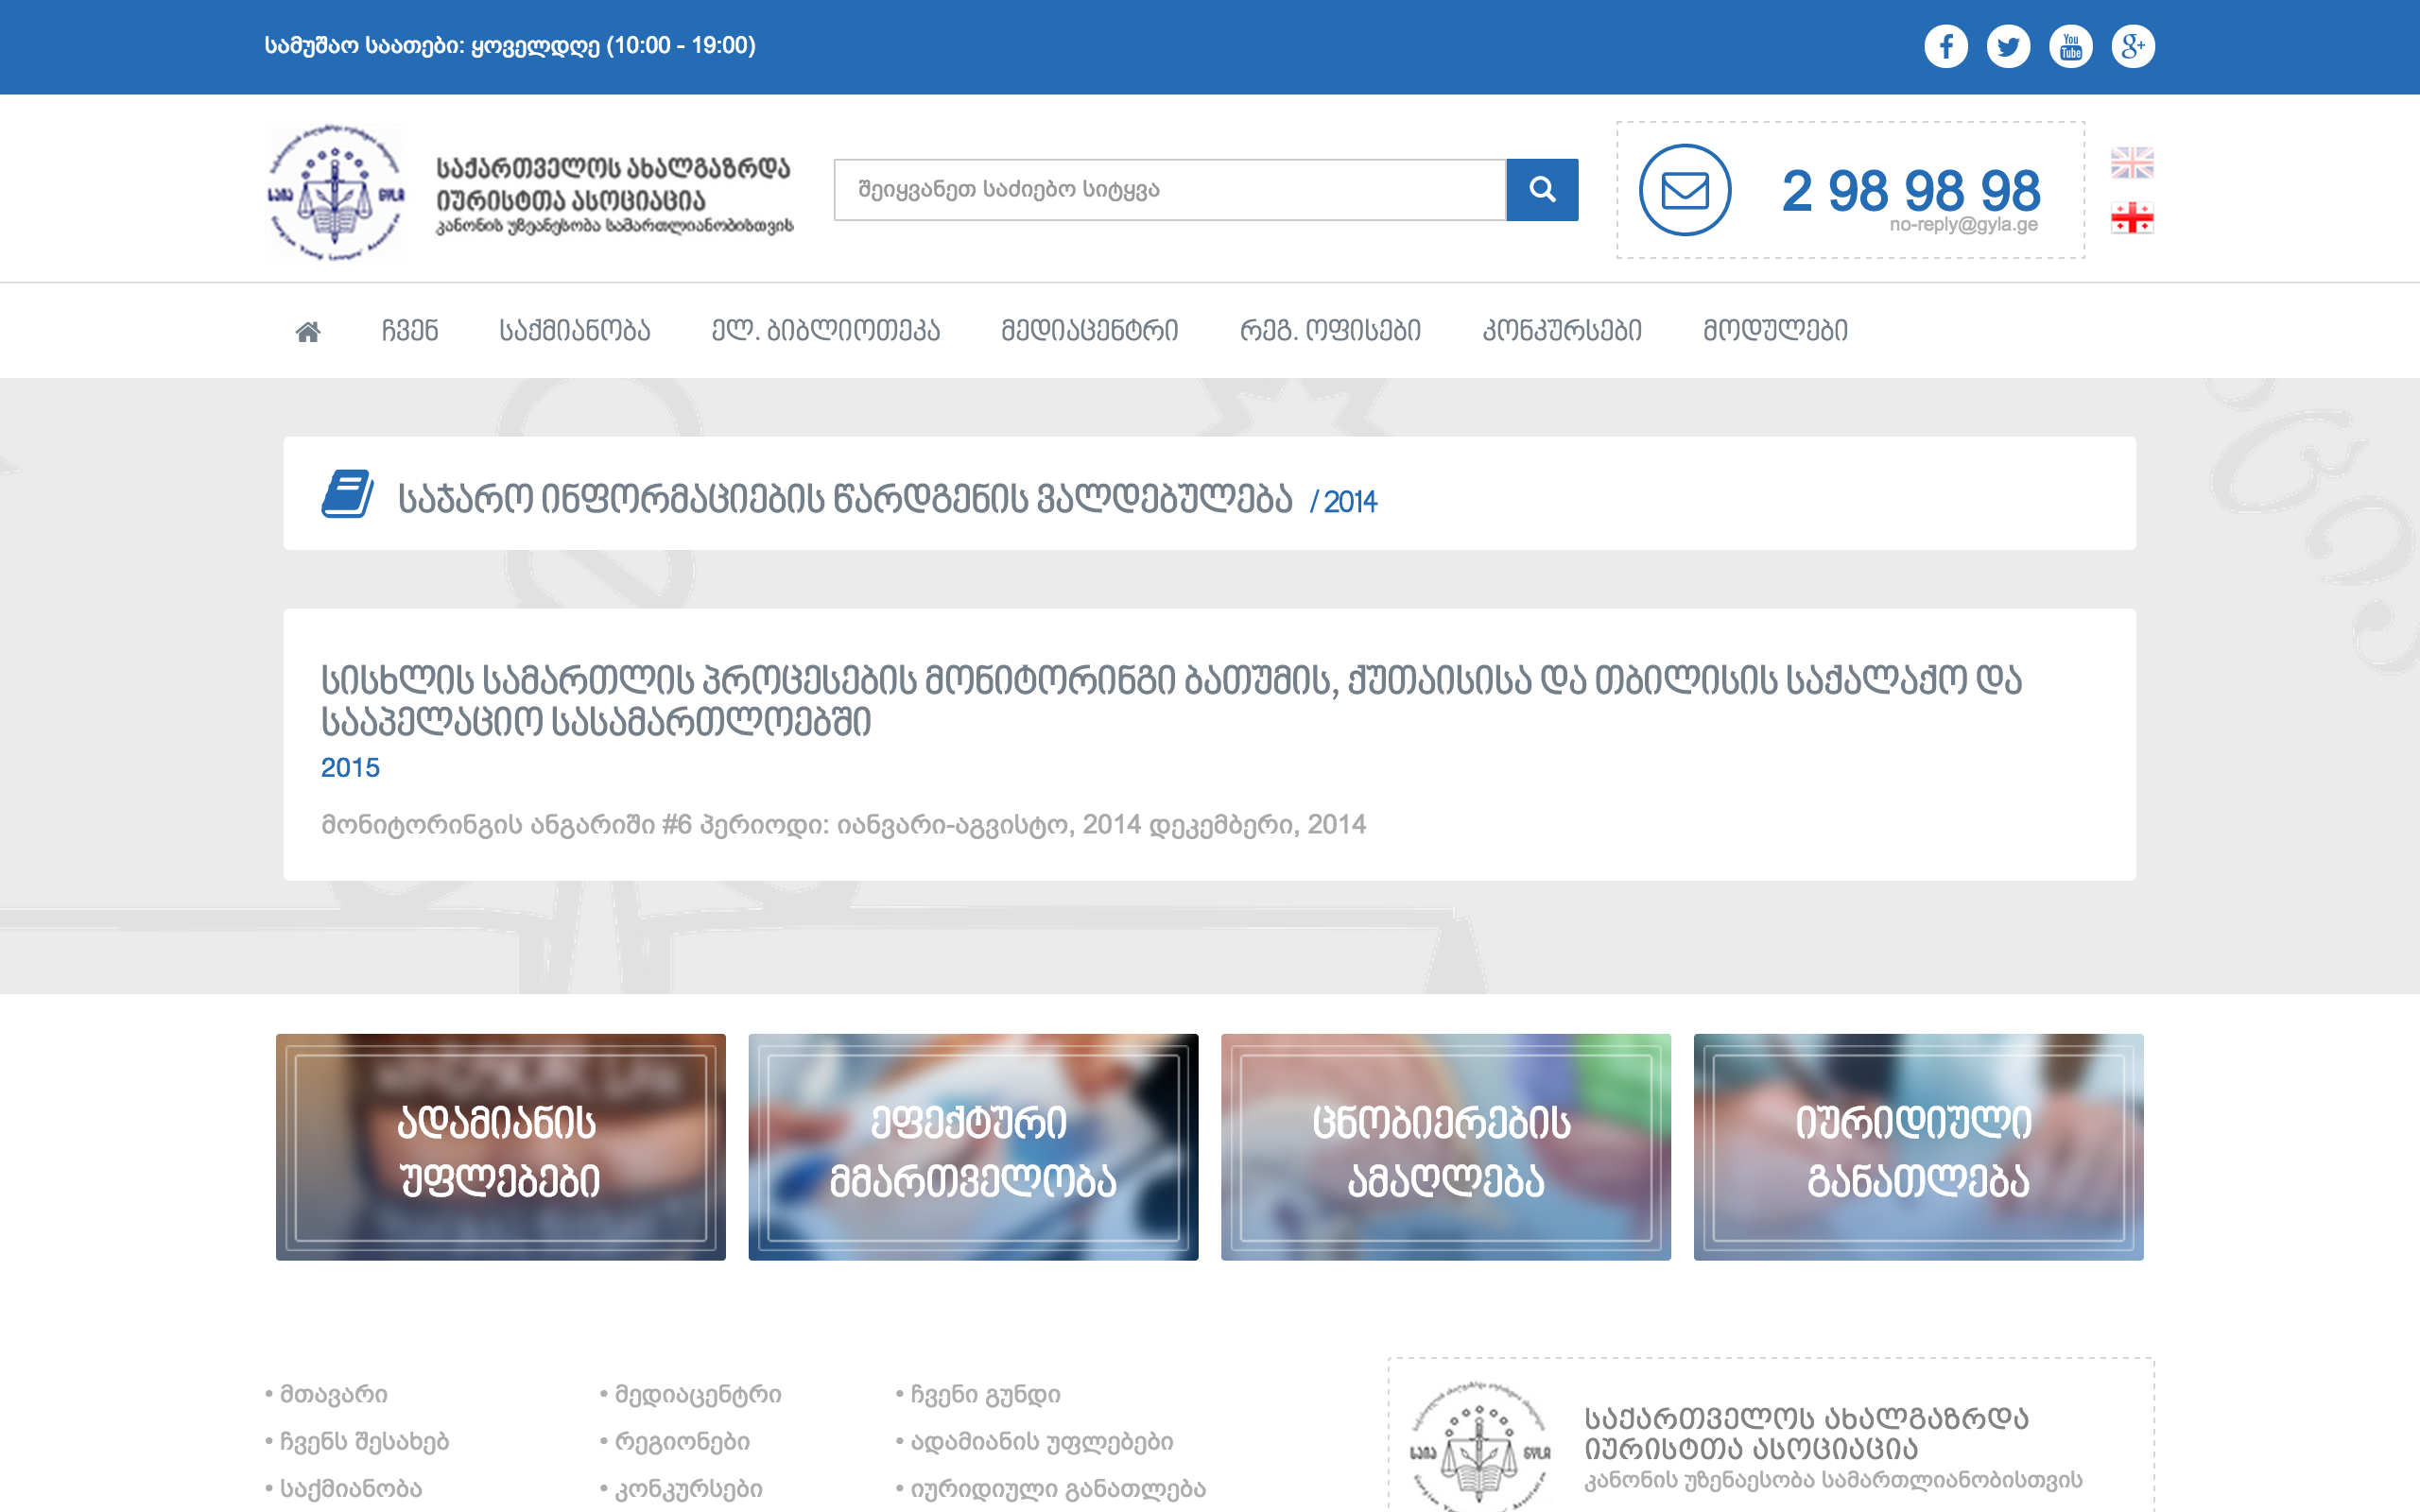 სამუშაო საათები: ყოველდღე (10:00 - 19:00)
საქართველოს ახალგაზრდა
იურისტთა ასოციაცია
კანონის უზენაესობა სამართლიანობისთვის
საია GYLA
შეიყვანეთ საძიებო სიტყვა
2 98 98 98
no-reply@gyla.ge
ჩვენ საქმიანობა ელ. ბიბლიოთეკა მედიაცენტრი რეგ. ოფისები კონკურსები მოდულები
საჯარო ინფორმაციების წარდგენის ვალდებულება / 2014
სისხლის სამართლის პროცესების მონიტორინგი ბათუმის, ქუთაისისა და თბილისის საქალაქო და
სააპელაციო სასამართლოებში
2015
მონიტორინგის ანგარიში #6 პერიოდი: იანვარი-აგვისტო, 2014 დეკემბერი, 2014
ადამიანის
უფლებები
ეფექტური
მმართველობა
ცნობიერების
ამაღლება
იურიდიული
განათლება
• მთავარი
• ჩვენს შესახებ
• საქმიანობა
• მედიაცენტრი
• რეგიონები
• კონკურსები
• ჩვენი გუნდი
• ადამიანის უფლებები
• იურიდიული განათლება
საია GYLA
საქართველოს ახალგაზრდა
იურისტთა ასოციაცია
კანონის უზენაესობა სამართლიანობისთვის